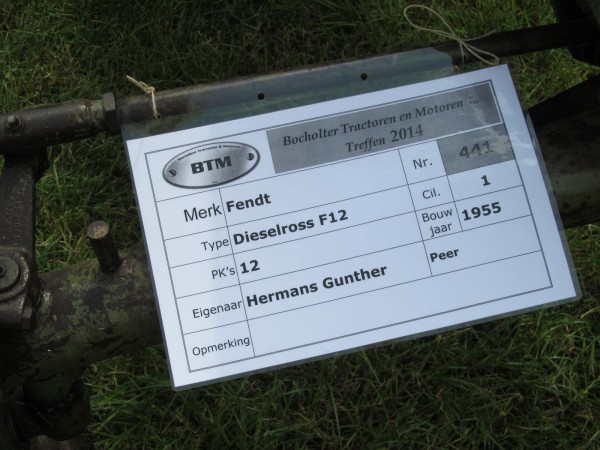 Bocholter Tractoren en Motoren
Treffen 2014
BTM
Merk Fendt Nr. 441
Type Dieselross F12 Cil. 1
PK's 12 Bouw jaar 1955
Eigenaar Hermans Gunther Peer
Opmerking